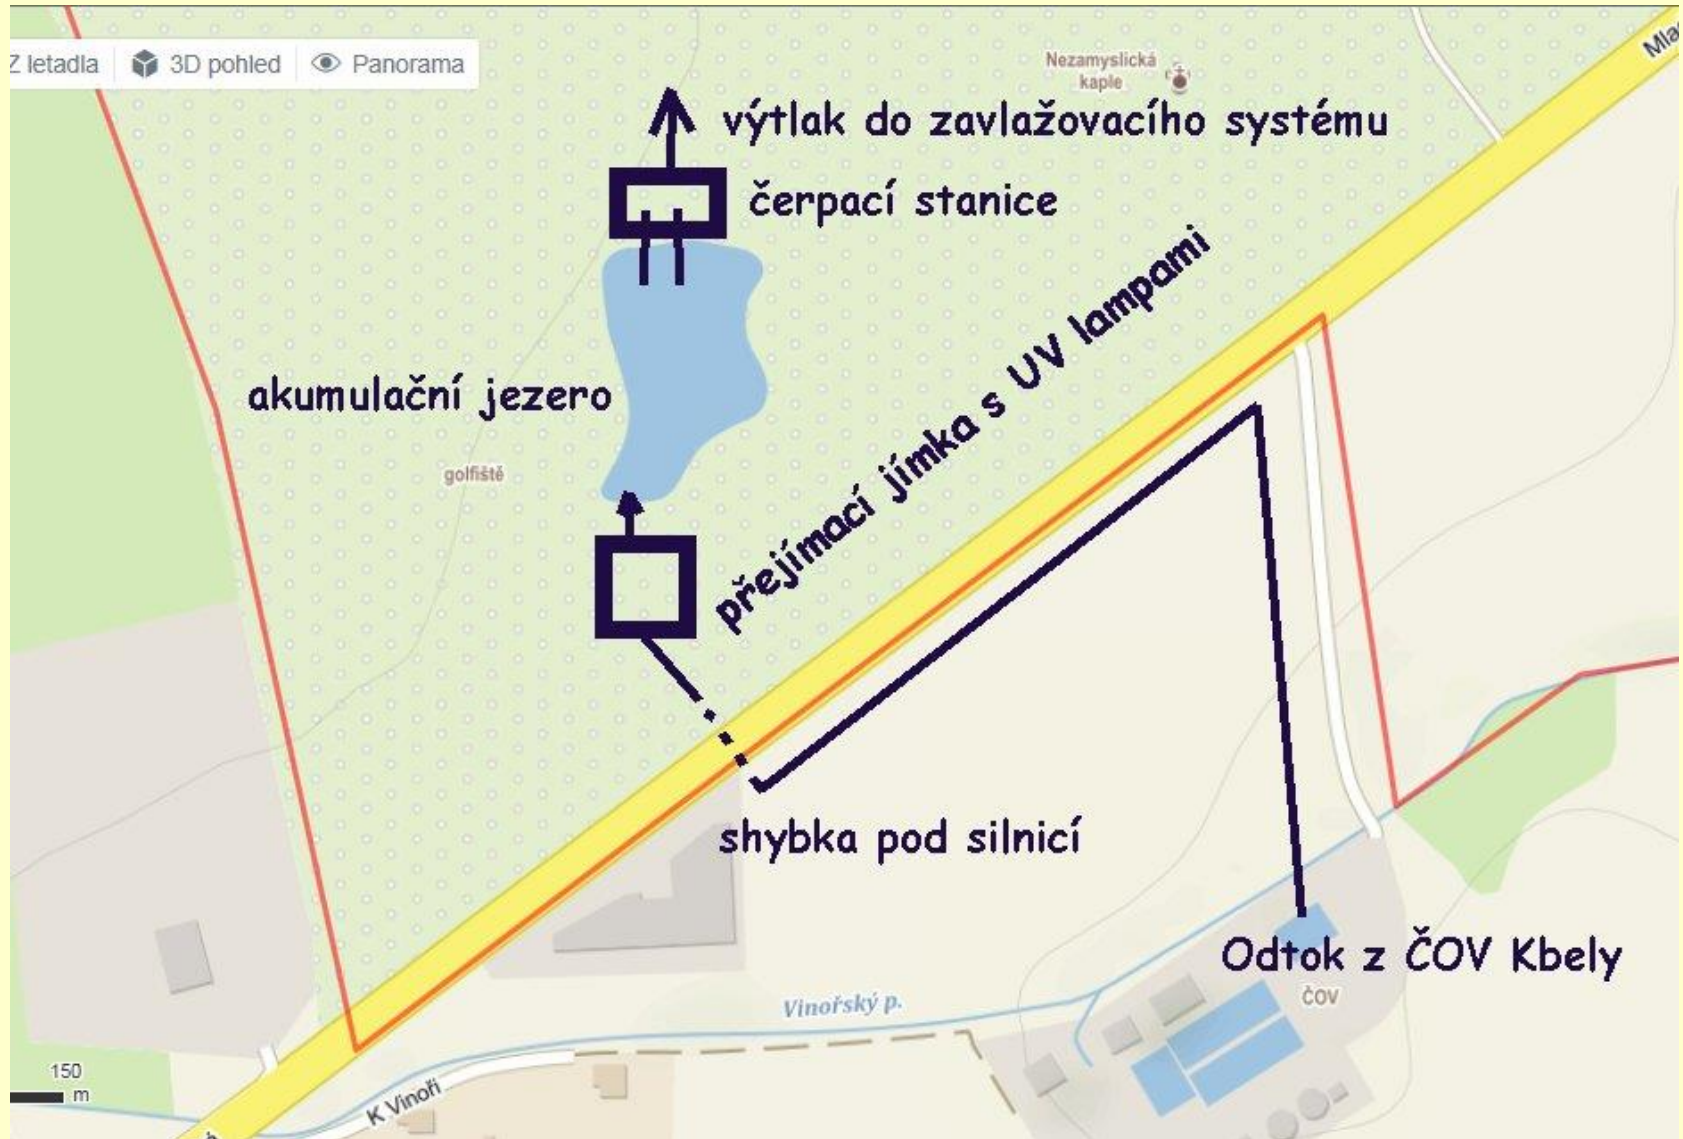 Z letadla 3D pohled Panorama
Nezamyslická
kaple
výtlak do zavlažovacího systému
čerpací stanice
přejímací jímka s UV lampami
akumulační jezero
golfiště
shybka pod silnicí
Odtok z ČOV Kbely
ČOV
Vinořský p.
K Vinoři
150
m